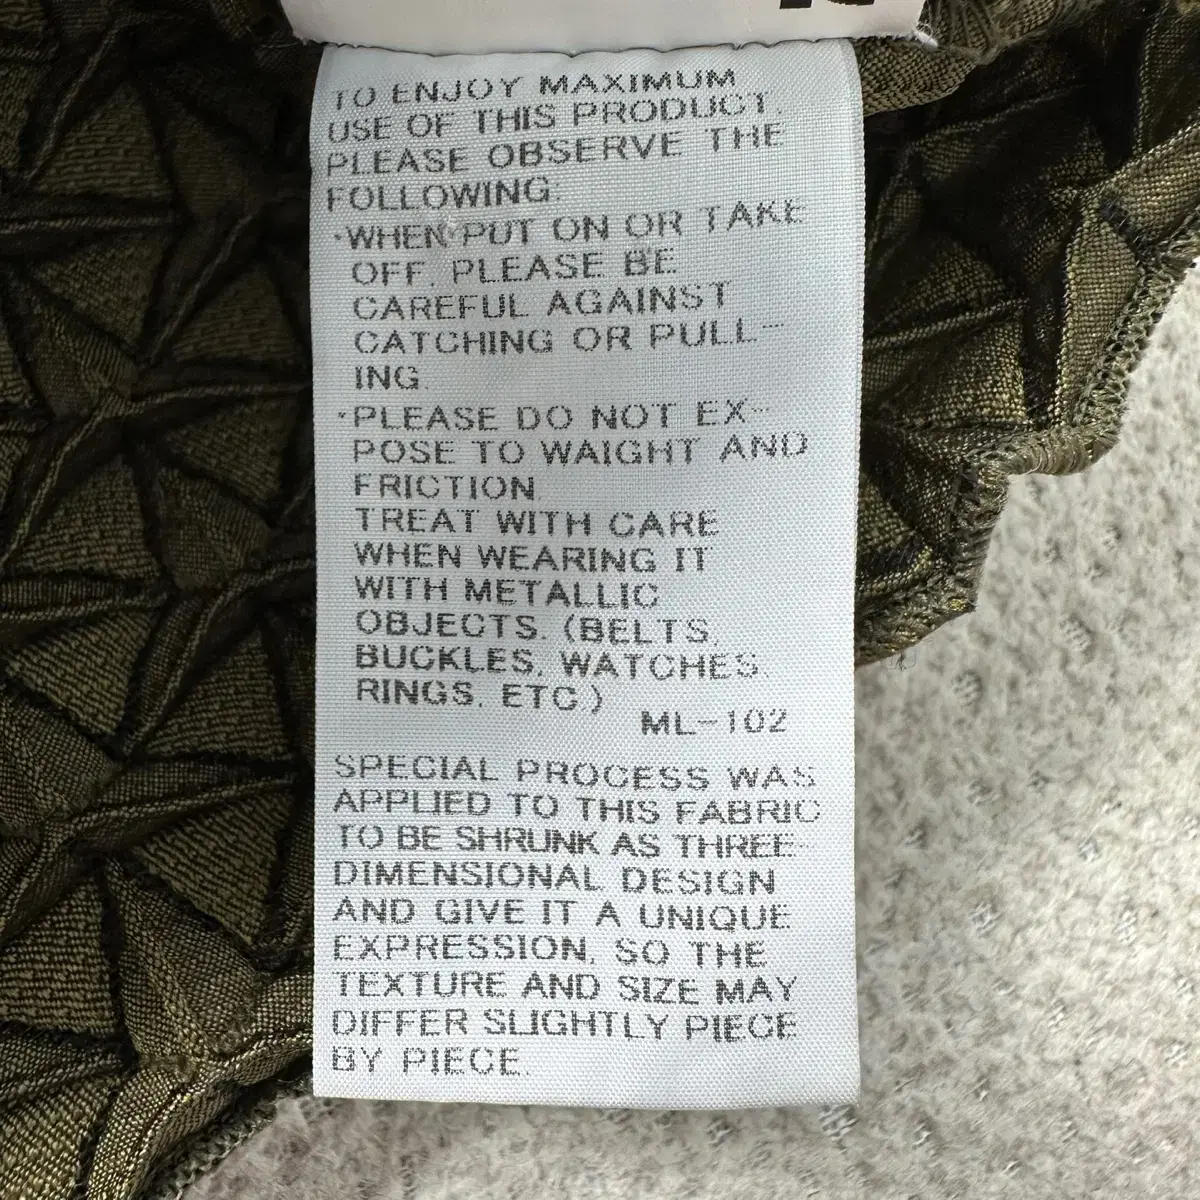 TO ENJOY MAXIMUM
USE OF THIS PRODUCT.
PLEASE OBSERVE THE
FOLLOWING:
·WHEN PUT ON OR TAKE
OFF, PLEASE BE
CAREFUL AGAINST
CATCHING OR PULL-
ING.
·PLEASE DO NOT EX-
POSE TO WAIGHT AND
FRICTION.
TREAT WITH CARE
WHEN WEARING IT
WITH METALLIC
OBJECTS. (BELTS,
BUCKLES, WATCHES,
RINGS, ETC)
ML-102
SPECIAL PROCESS WAS
APPLIED TO THIS FABRIC
TO BE SHRUNK AS THREE-
DIMENSIONAL DESIGN
AND GIVE IT A UNIQUE
EXPRESSION, SO THE
TEXTURE AND SIZE MAY
DIFFER SLIGHTLY PIECE
BY PIECE.